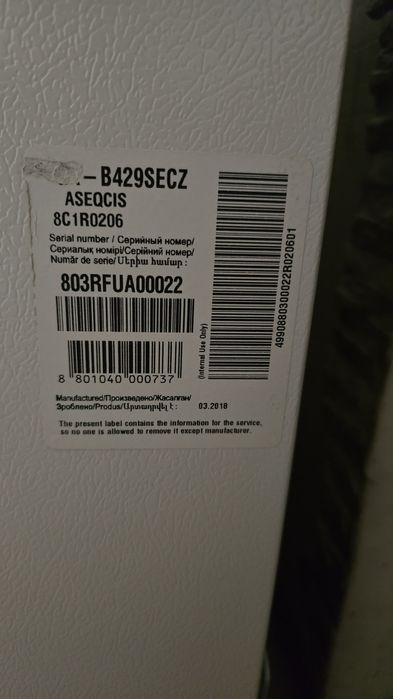 -B429SECZ
ASEQCIS
8C1R0206
Serial number / Серийный номер/
Сериалық номірі/Серійний номер/
Număr de serie/ Սերիա համար :
803RFUA00022
8 801040 000737
Manufactured/Произведено/Жасалған/
Зроблено/Produs/Արտադրվել է : 03.2018
The present label contains the information for the service,
so no one is allowed to remove it except manufacturer.
(Internal Use Only)
4990880300022R020601